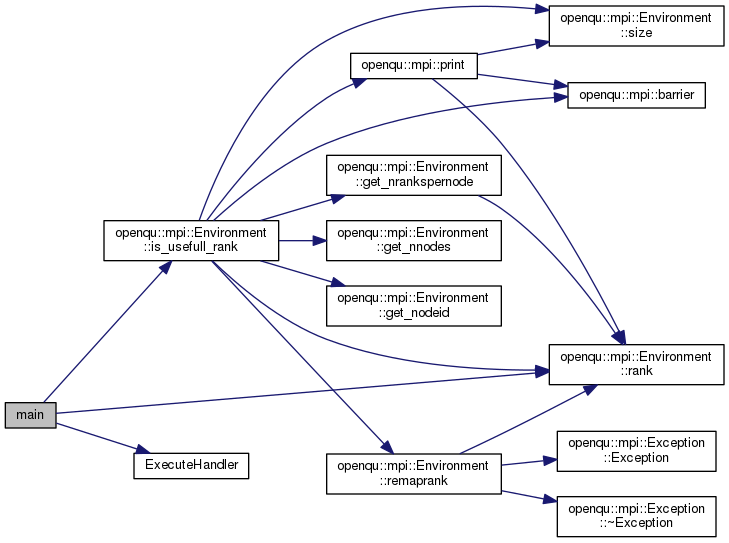 openqu::mpi::Environment
::size
openqu::mpi::print
openqu::mpi::barrier
openqu::mpi::Environment
::get_nrankspernode
openqu::mpi::Environment
::is_usefull_rank
openqu::mpi::Environment
::get_nnodes
openqu::mpi::Environment
::get_nodeid
openqu::mpi::Environment
::rank
main
ExecuteHandler
openqu::mpi::Environment
::remaprank
openqu::mpi::Exception
::Exception
openqu::mpi::Exception
::~Exception